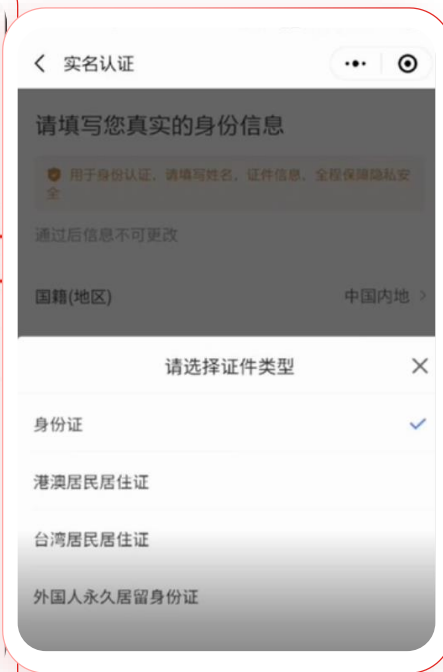 实名认证
请填写您真实的身份信息
用于身份认证，请填写姓名、证件信息，全程保障隐私安
全
通过后信息不可更改
国籍(地区) 中国内地
请选择证件类型
身份证
港澳居民居住证
台湾居民居住证
外国人永久居留身份证